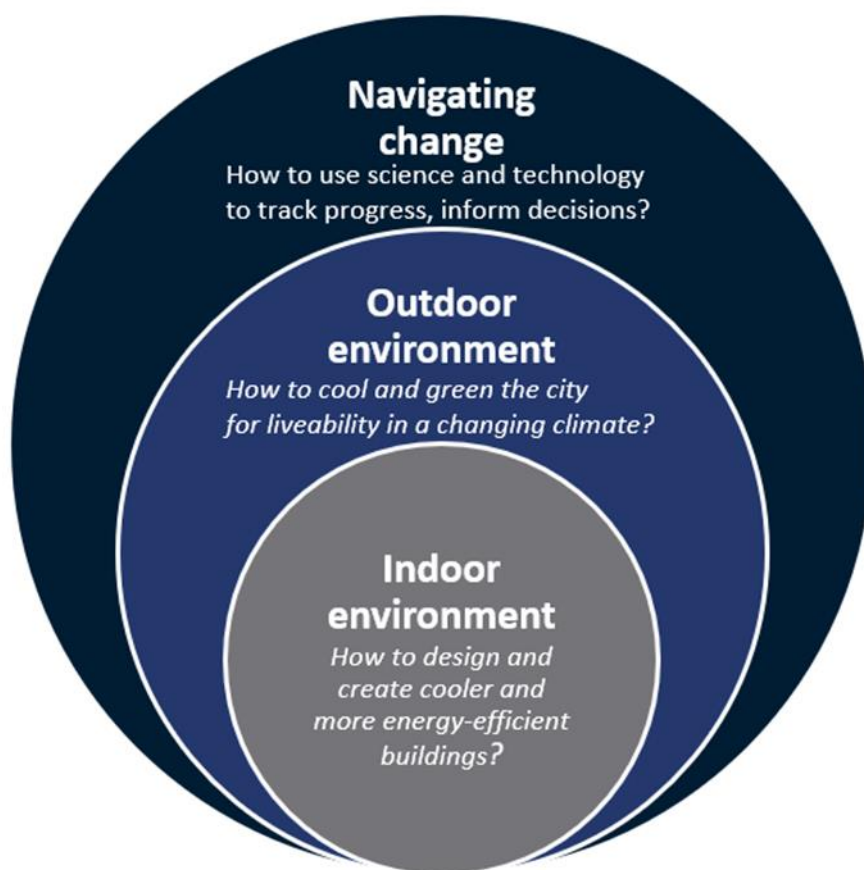 Navigating
change
How to use science and technology
to track progress, inform decisions?
Outdoor
environment
How to cool and green the city
for liveability in a changing climate?
Indoor
environment
How to design and
create cooler and
more energy-efficient
buildings?